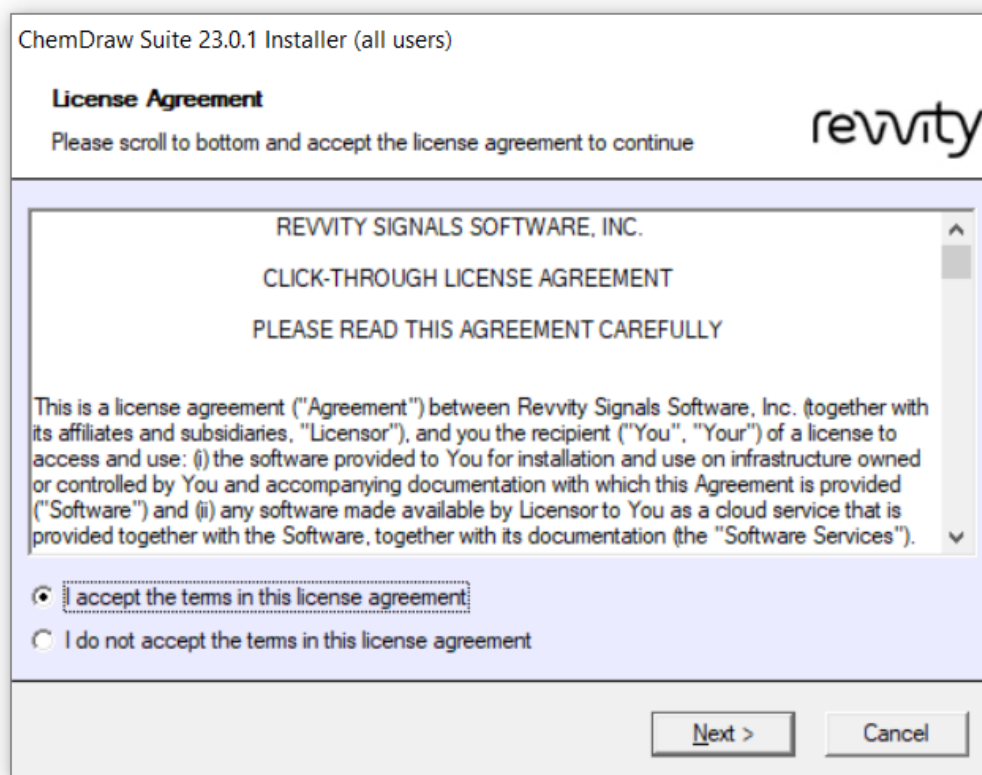 ChemDraw Suite 23.0.1 Installer (all users)
License Agreement
Please scroll to bottom and accept the license agreement to continue
revvity
REVVITY SIGNALS SOFTWARE, INC.
CLICK-THROUGH LICENSE AGREEMENT
PLEASE READ THIS AGREEMENT CAREFULLY
This is a license agreement ("Agreement") between Revvity Signals Software, Inc. (together with
its affiliates and subsidiaries, "Licensor"), and you the recipient ("You", "Your") of a license to
access and use: (i) the software provided to You for installation and use on infrastructure owned
or controlled by You and accompanying documentation with which this Agreement is provided
("Software") and (ii) any software made available by Licensor to You as a cloud service that is
provided together with the Software, together with its documentation (the "Software Services").
I accept the terms in this license agreement
I do not accept the terms in this license agreement
Next >
Cancel